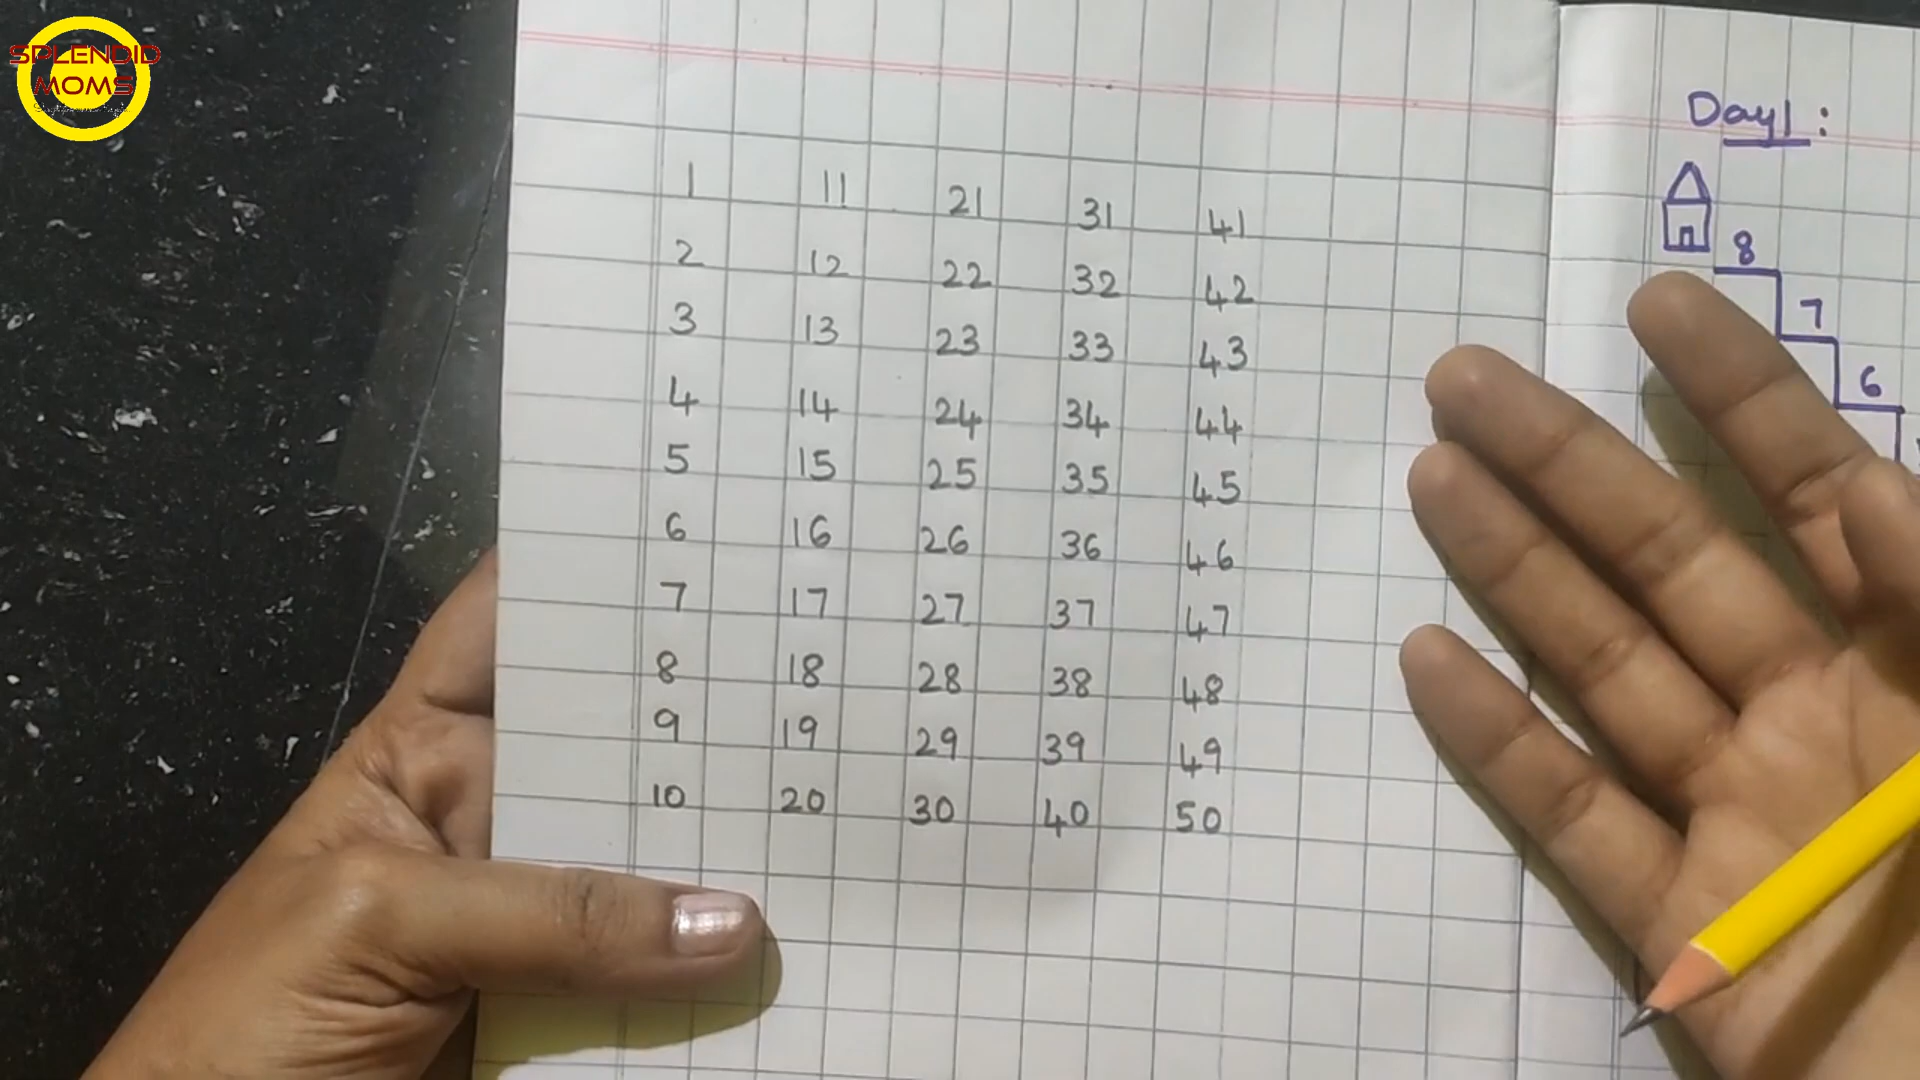 SPLENDID
MOMS
1 11 21 31 41
2 12 22 32 42
3 13 23 33 43
4 14 24 34 44
5 15 25 35 45
6 16 26 36 46
7 17 27 37 47
8 18 28 38 48
9 19 29 39 49
10 20 30 40 50
Day1 :
8
7
6